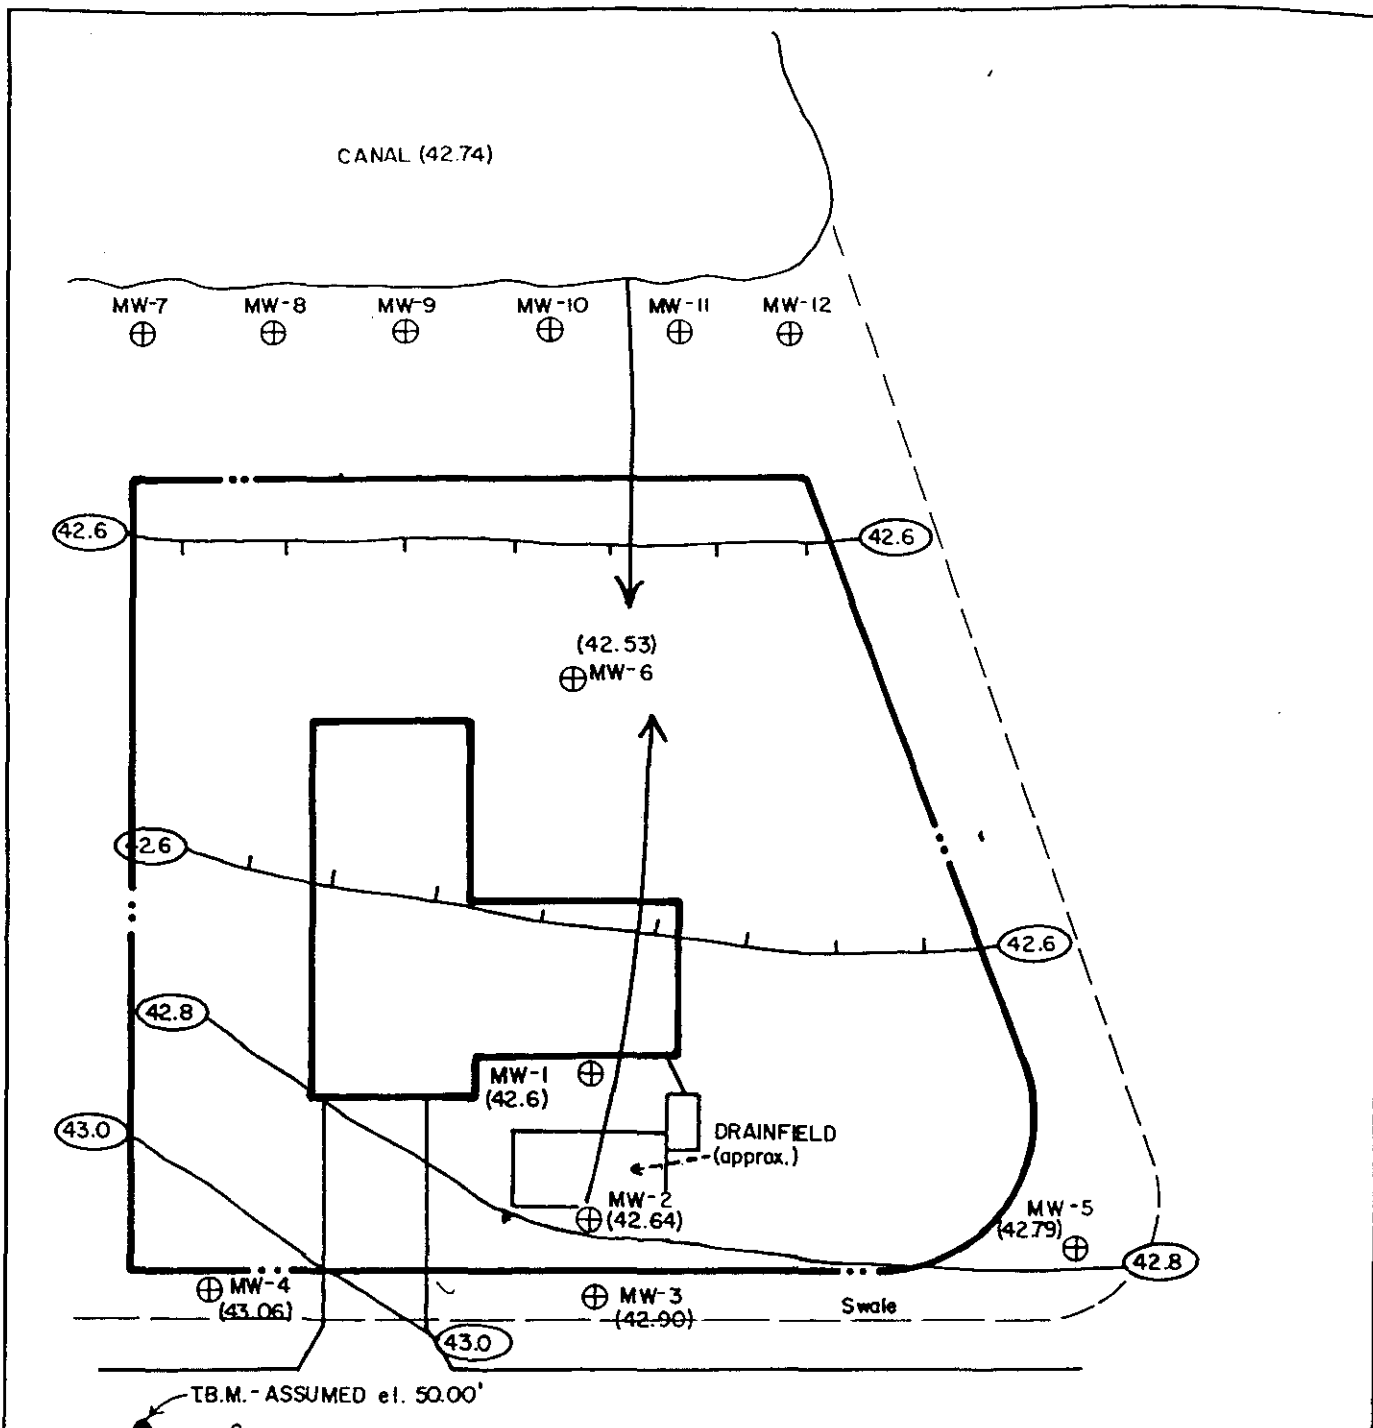 CANAL (42.74)
MW-7 MW-8 MW-9 MW-10 MW-11 MW-12
42.6 42.6
(42.53)
MW-6
42.6
42.6
42.8
MW-1
(42.6)
43.0
DRAINFIELD
(approx.)
MW-2
(42.64)
MW-5
(42.79)
42.8
MW-4
(43.06)
MW-3
(42.90)
Swale
43.0
T.B.M. - ASSUMED el. 50.00'